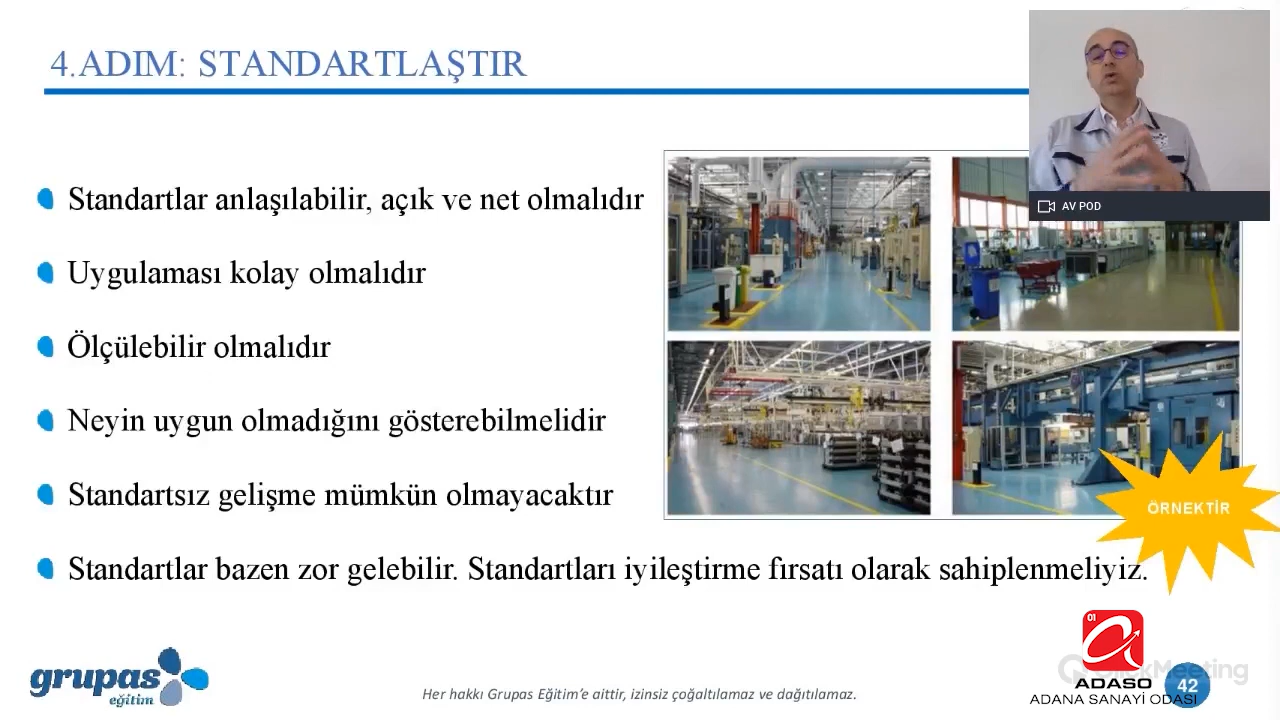 4.ADIM: STANDARTLAŞTIR
AV POD
Standartlar anlaşılabilir, açık ve net olmalıdır
Uygulaması kolay olmalıdır
Ölçülebilir olmalıdır
Neyin uygun olmadığını gösterebilmelidir
Standartsız gelişme mümkün olmayacaktır
ÖRNEKTİR
Standartlar bazen zor gelebilir. Standartları iyileştirme fırsatı olarak sahiplenmeliyiz.
grupas
eğitim
Her hakkı Grupas Eğitim’e aittir, izinsiz çoğaltılamaz ve dağıtılamaz.
01
ClickMeeting
ADASO
ADANA SANAYİ ODASI
42